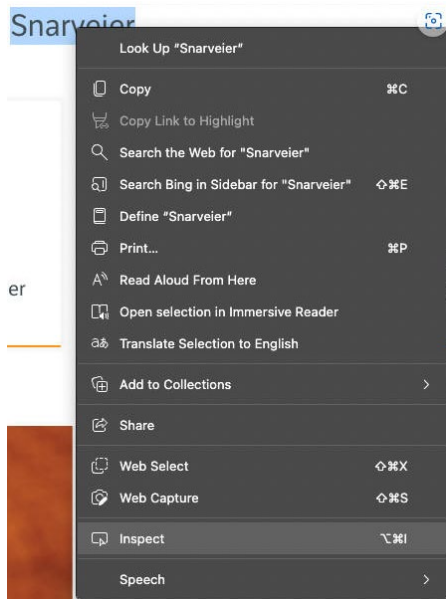 Snarveier
Look Up “Snarveier”
Copy ⌘C
Copy Link to Highlight
Search the Web for "Snarveier"
Search Bing in Sidebar for "Snarveier" ⇧⌘E
Define “Snarveier”
Print... ⌘P
er
Read Aloud From Here
Open selection in Immersive Reader
Translate Selection to English
Add to Collections
Share
Web Select ⇧⌘X
Web Capture ⇧⌘S
Inspect ⌥⌘I
Speech